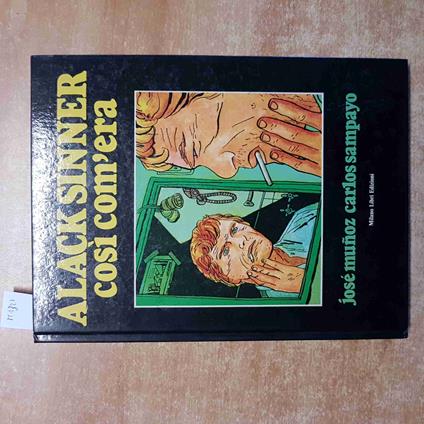 ALACK SINNER
così com'era
josé muñoz carlos sampayo
Milano Libri Edizioni